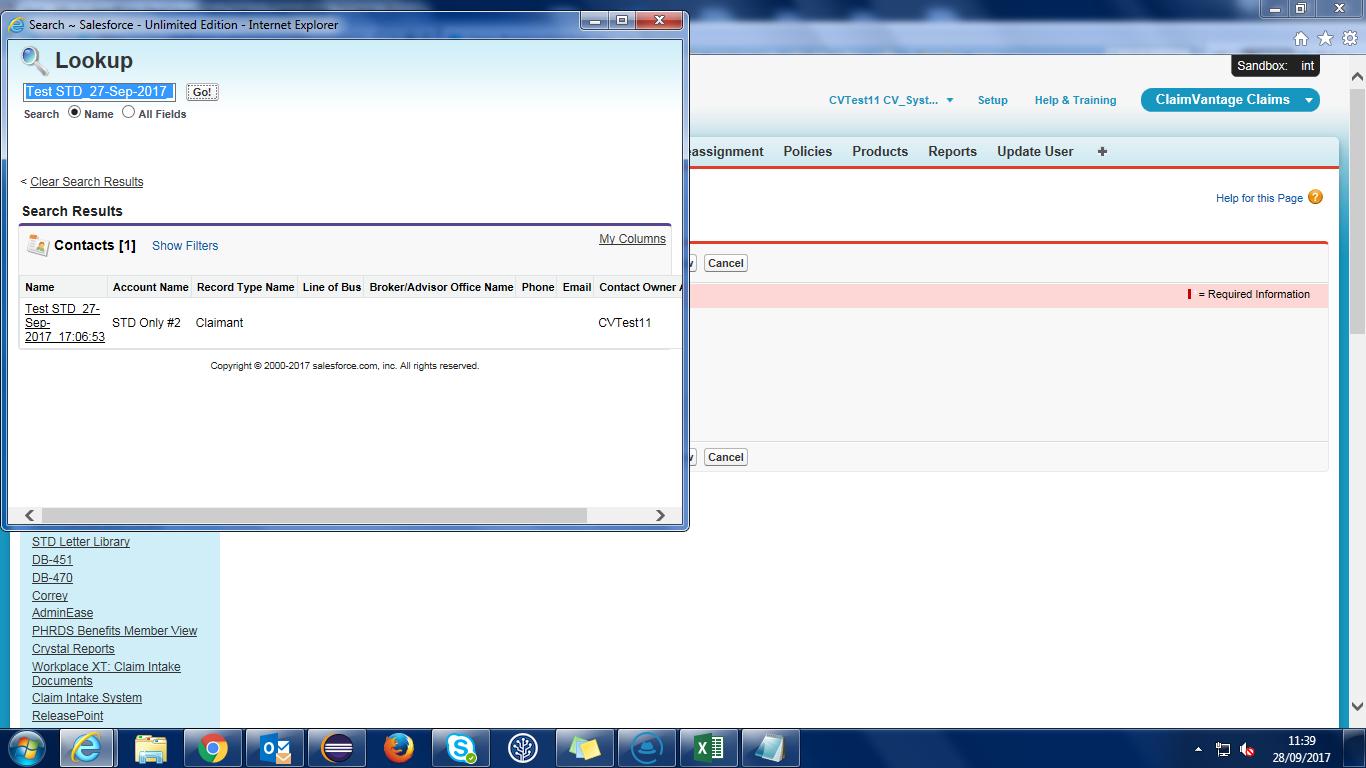 Search ~ Salesforce - Unlimited Edition - Internet Explorer
Lookup
Test STD_27-Sep-2017_
Go!
Search Name All Fields
< Clear Search Results
Search Results
Contacts [1] Show Filters
My Columns
Name Account Name Record Type Name Line of Bus Broker/Advisor Office Name Phone Email Contact Owner A
Test STD_27-
Sep-
2017_17:06:53
STD Only #2 Claimant CVTest11
Copyright © 2000-2017 salesforce.com, inc. All rights reserved.
Sandbox: int
CVTest11 CV_Syst... Setup Help & Training ClaimVantage Claims
eassignment Policies Products Reports Update User +
Help for this Page ?
Cancel
= Required Information
Cancel
STD Letter Library
DB-451
DB-470
Correy
AdminEase
PHRDS Benefits Member View
Crystal Reports
Workplace XT: Claim Intake
Documents
Claim Intake System
ReleasePoint
11:39
28/09/2017